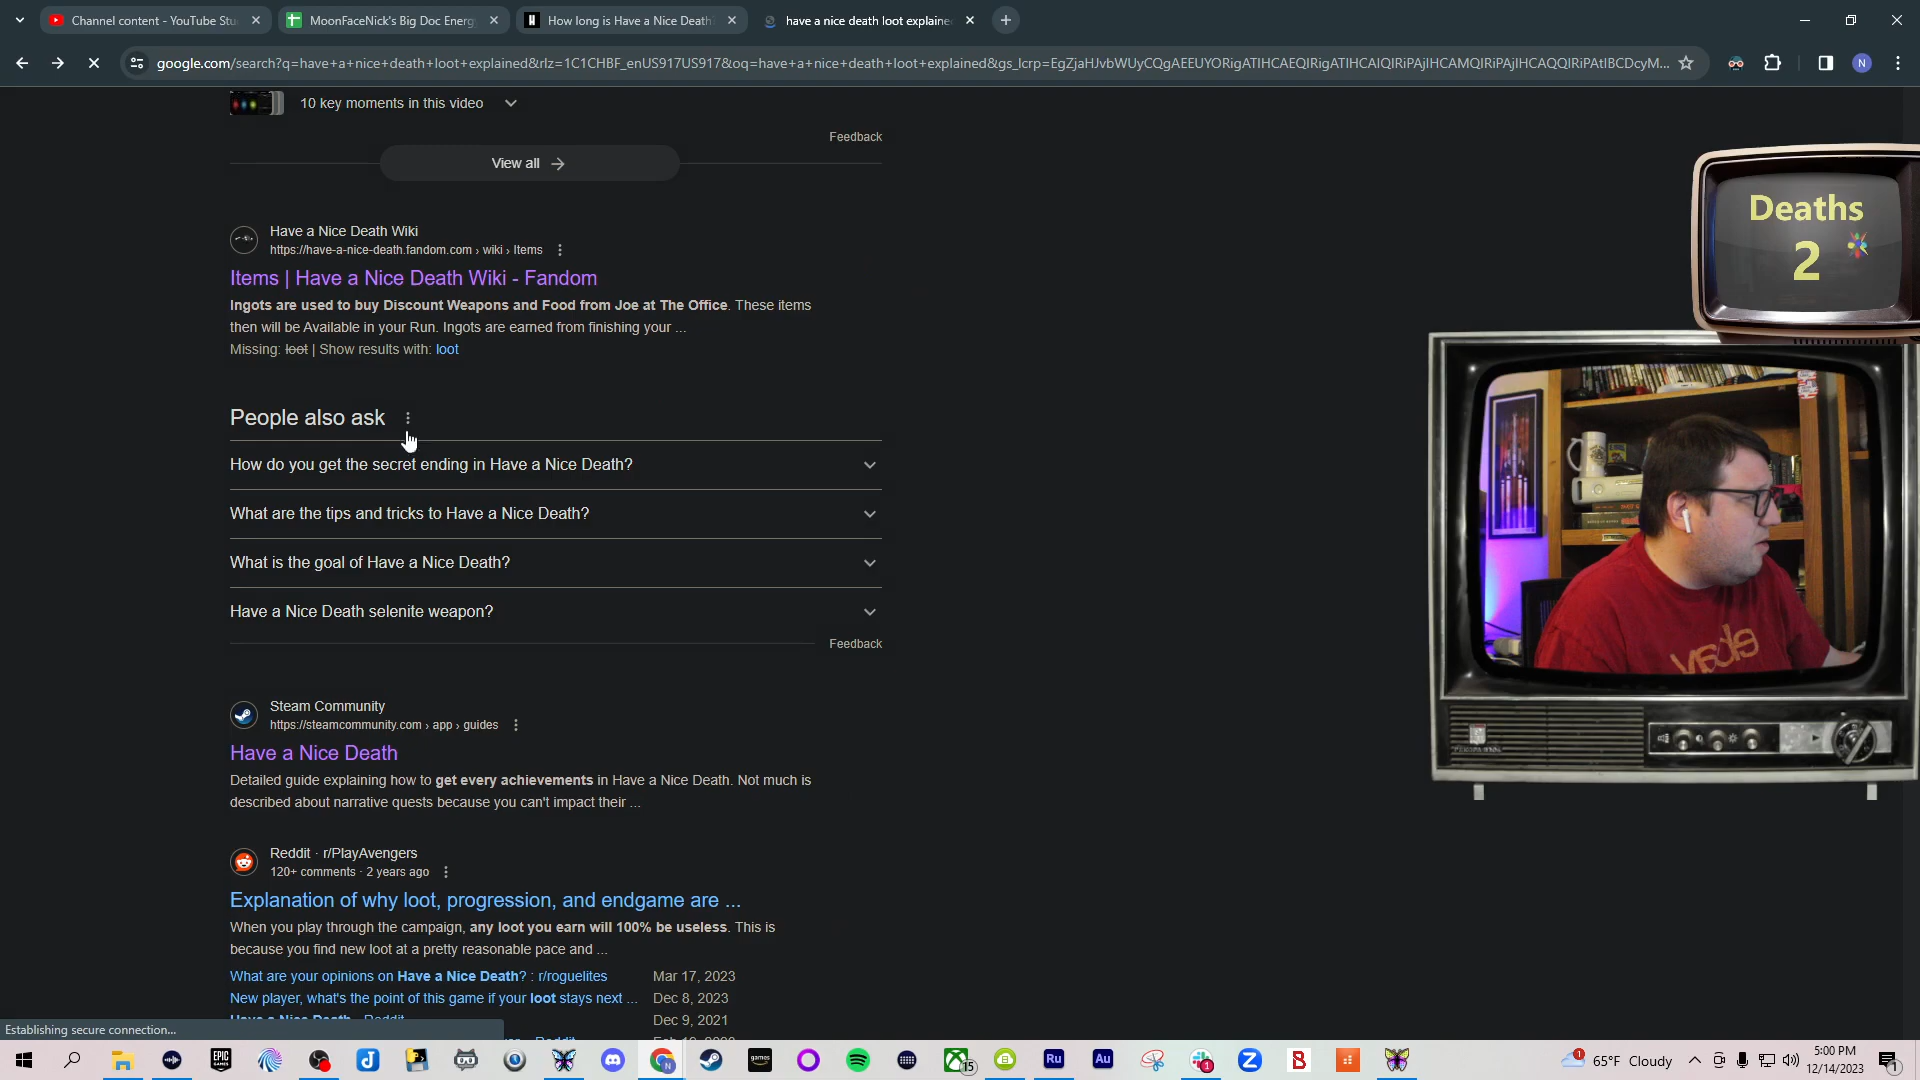 Channel content - YouTube Stu
MoonFaceNick's Big Doc Energ
How long is Have a Nice Death
have a nice death loot explaine
google.com/search?q=have+a+nice+death+loot+explained&rlz=1C1CHBF_enUS917US917&oq=have+a+nice+death+loot+explained&gs_lcrp=EgZjaHJvbWUyCQgAEEUYORigATIHCAEQIRigATIHCAIQIRiPAjIHCAMQIRiPAjIHCAQQIRiPAtIBCDcyM...
N
10 key moments in this video
Feedback
View all
Have a Nice Death Wiki
https://have-a-nice-death.fandom.com › wiki › Items
Items | Have a Nice Death Wiki - Fandom
Ingots are used to buy Discount Weapons and Food from Joe at The Office. These items
then will be Available in your Run. Ingots are earned from finishing your ...
Missing: loot | Show results with: loot
People also ask
How do you get the secret ending in Have a Nice Death?
What are the tips and tricks to Have a Nice Death?
What is the goal of Have a Nice Death?
Have a Nice Death selenite weapon?
Feedback
Steam Community
https://steamcommunity.com › app › guides
Have a Nice Death
Detailed guide explaining how to get every achievements in Have a Nice Death. Not much is
described about narrative quests because you can't impact their ...
Reddit · r/PlayAvengers
120+ comments · 2 years ago
Explanation of why loot, progression, and endgame are ...
When you play through the campaign, any loot you earn will 100% be useless. This is
because you find new loot at a pretty reasonable pace and ...
What are your opinions on Have a Nice Death? : r/roguelites Mar 17, 2023
New player, what's the point of this game if your loot stays next ... Dec 8, 2023
Have a Nice Death - Reddit Dec 9, 2021
Establishing secure connection...
Deaths
2
EPIC GAMES
games
15
Ru
Au
1
65°F Cloudy
5:00 PM
12/14/2023
1